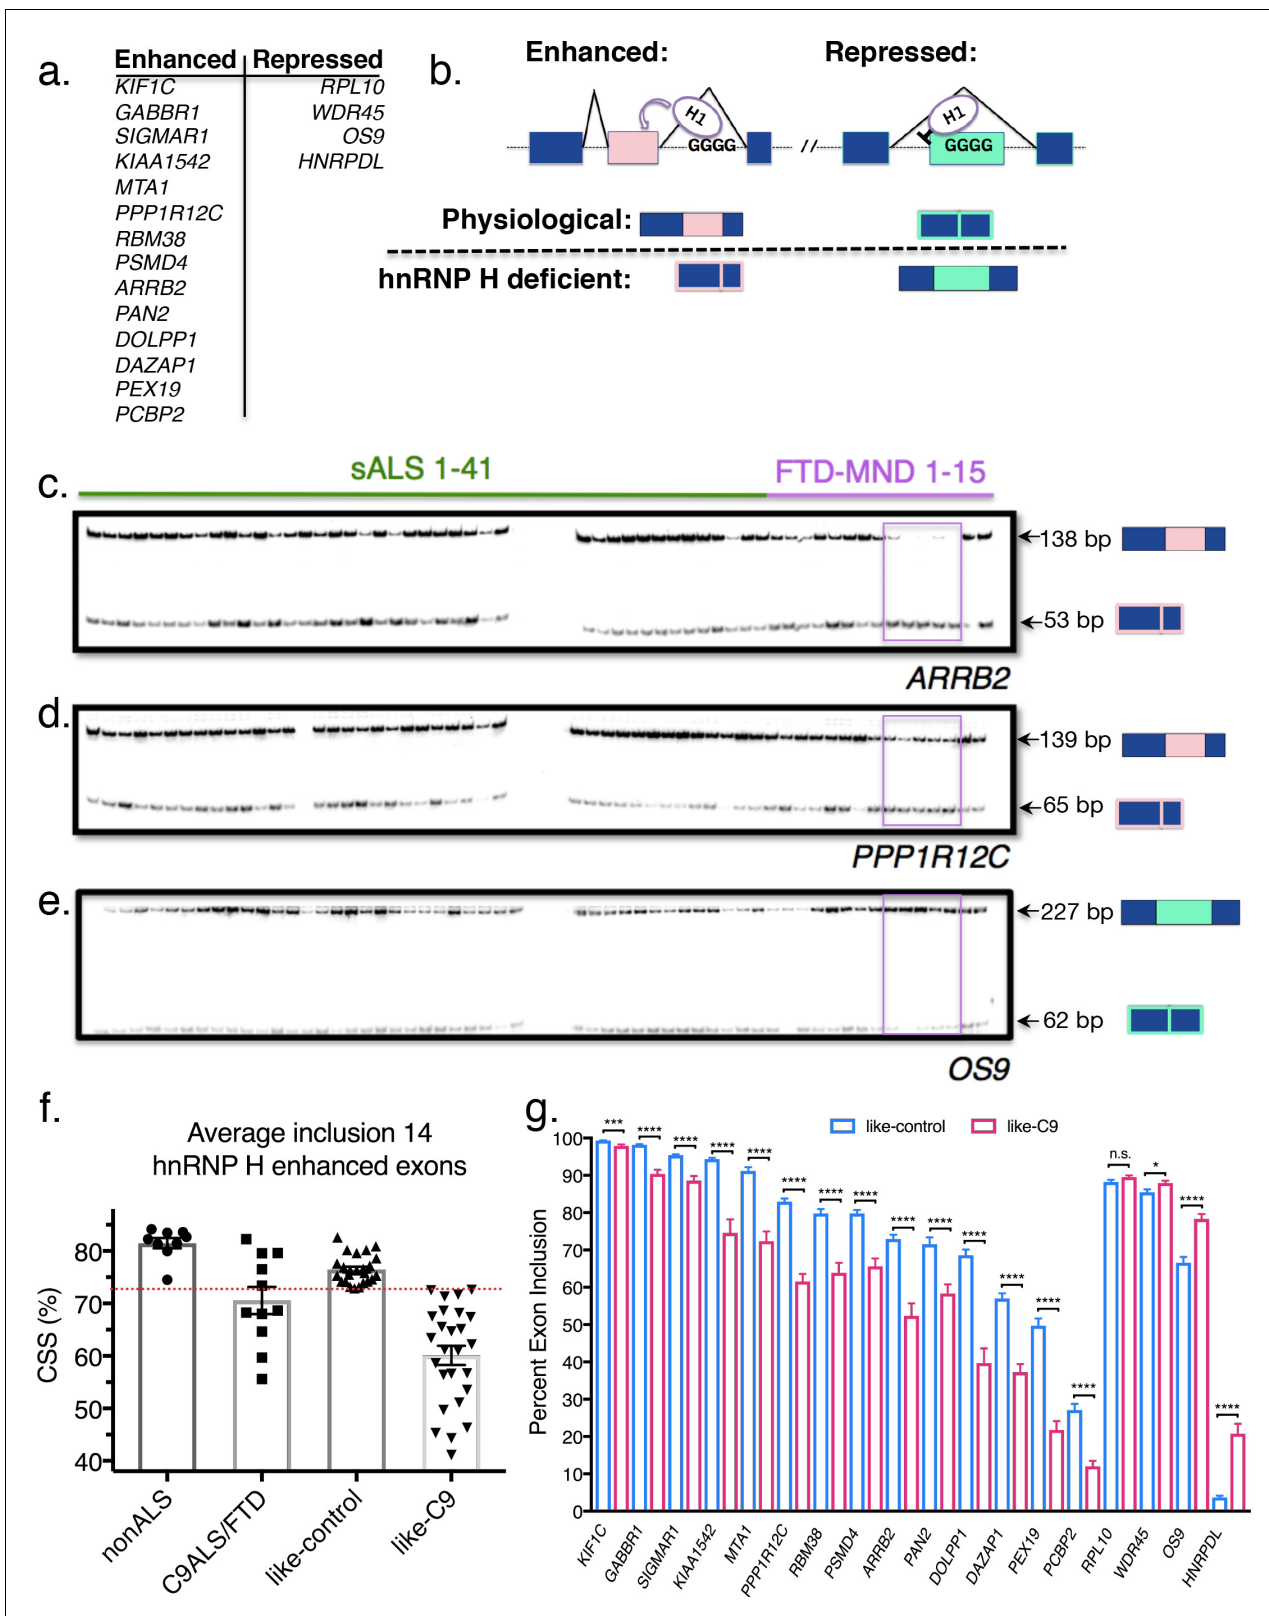 a.
Enhanced Repressed
KIF1C RPL10
GABBR1 WDR45
SIGMAR1 OS9
KIAA1542 HNRPDL
MTA1
PPP1R12C
RBM38
PSMD4
ARRB2
PAN2
DOLPP1
DAZAP1
PEX19
PCBP2
b.
Enhanced: Repressed:
H1 H1
GGGG // GGGG
Physiological:
hnRNP H deficient:
sALS 1-41 FTD-MND 1-15
c.
138 bp
53 bp
ARRB2
d.
139 bp
65 bp
PPP1R12C
e.
227 bp
62 bp
OS9
f.
Average inclusion 14
hnRNP H enhanced exons
CSS (%)
80
70
60
50
40
nonALS C9ALS/FTD like-control like-C9
g.
like-control like-C9
Percent Exon Inclusion
100
90
80
70
60
50
40
30
20
10
0
*** **** **** **** **** **** **** **** **** **** **** **** **** **** n.s. * **** ****
KIF1C GABBR1 SIGMAR1 KIAA1542 MTA1 PPP1R12C RBM38 PSMD4 ARRB2 PAN2 DOLPP1 DAZAP1 PEX19 PCBP2 RPL10 WDR45 OS9 HNRPDL